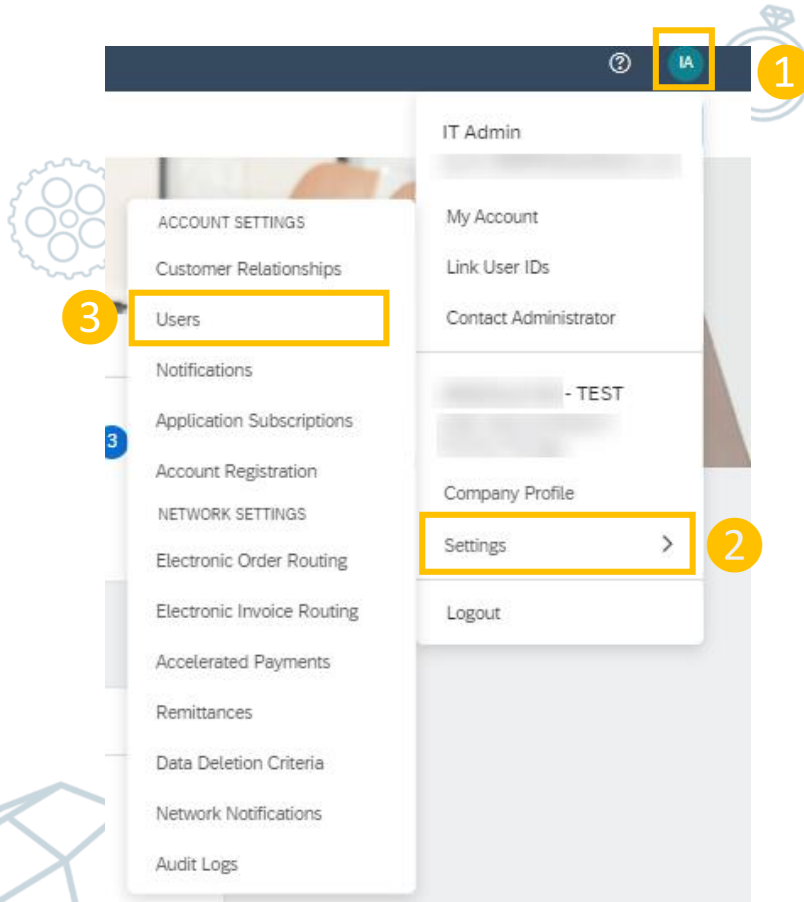 IA
1
IT Admin
My Account
Link User IDs
Contact Administrator
- TEST
Company Profile
Settings
2
Logout
ACCOUNT SETTINGS
Customer Relationships
3
Users
Notifications
Application Subscriptions
3
Account Registration
NETWORK SETTINGS
Electronic Order Routing
Electronic Invoice Routing
Accelerated Payments
Remittances
Data Deletion Criteria
Network Notifications
Audit Logs